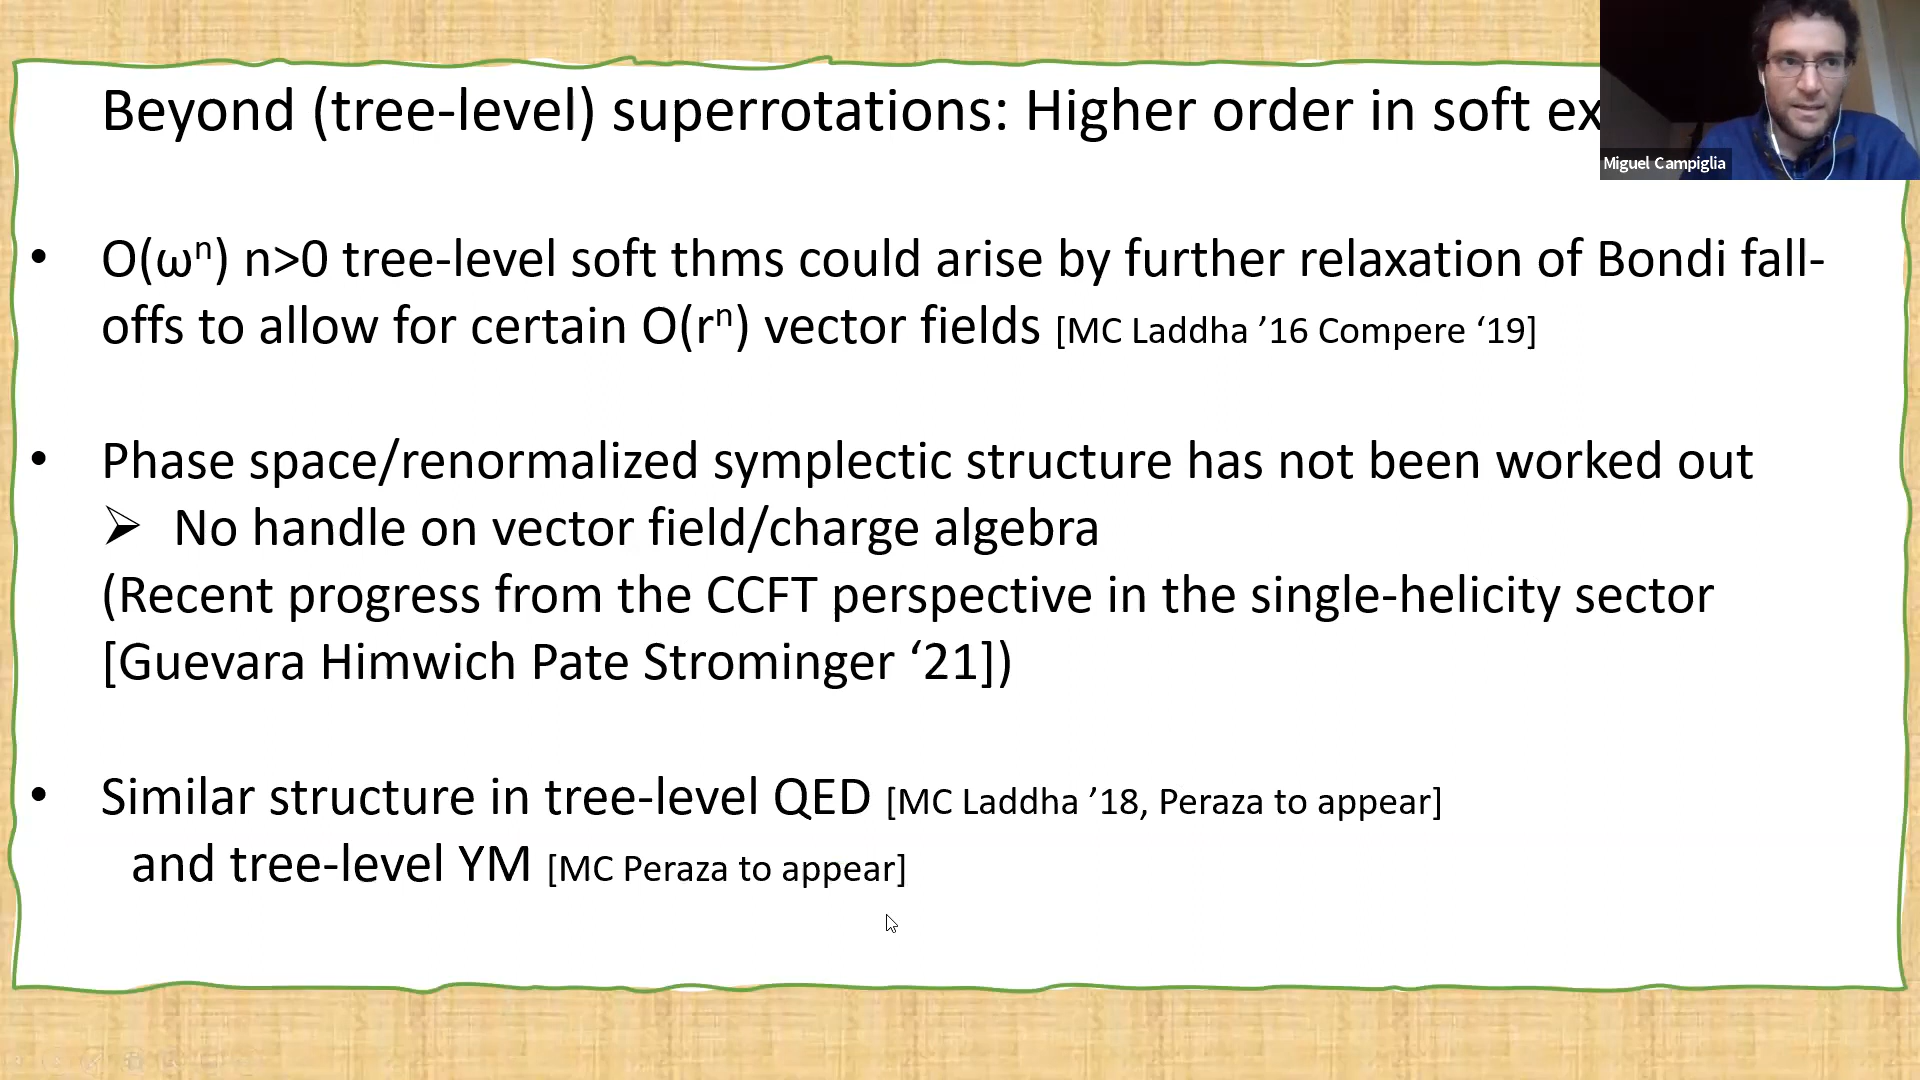 Beyond (tree-level) superrotations: Higher order in soft
Miguel Campiglia
• O(ωⁿ) n>0 tree-level soft thms could arise by further relaxation of Bondi fall-
offs to allow for certain O(rⁿ) vector fields [MC Laddha ’16 Compere ‘19]
• Phase space/renormalized symplectic structure has not been worked out
➢ No handle on vector field/charge algebra
(Recent progress from the CCFT perspective in the single-helicity sector
[Guevara Himwich Pate Strominger ‘21])
• Similar structure in tree-level QED [MC Laddha ’18, Peraza to appear]
and tree-level YM [MC Peraza to appear]